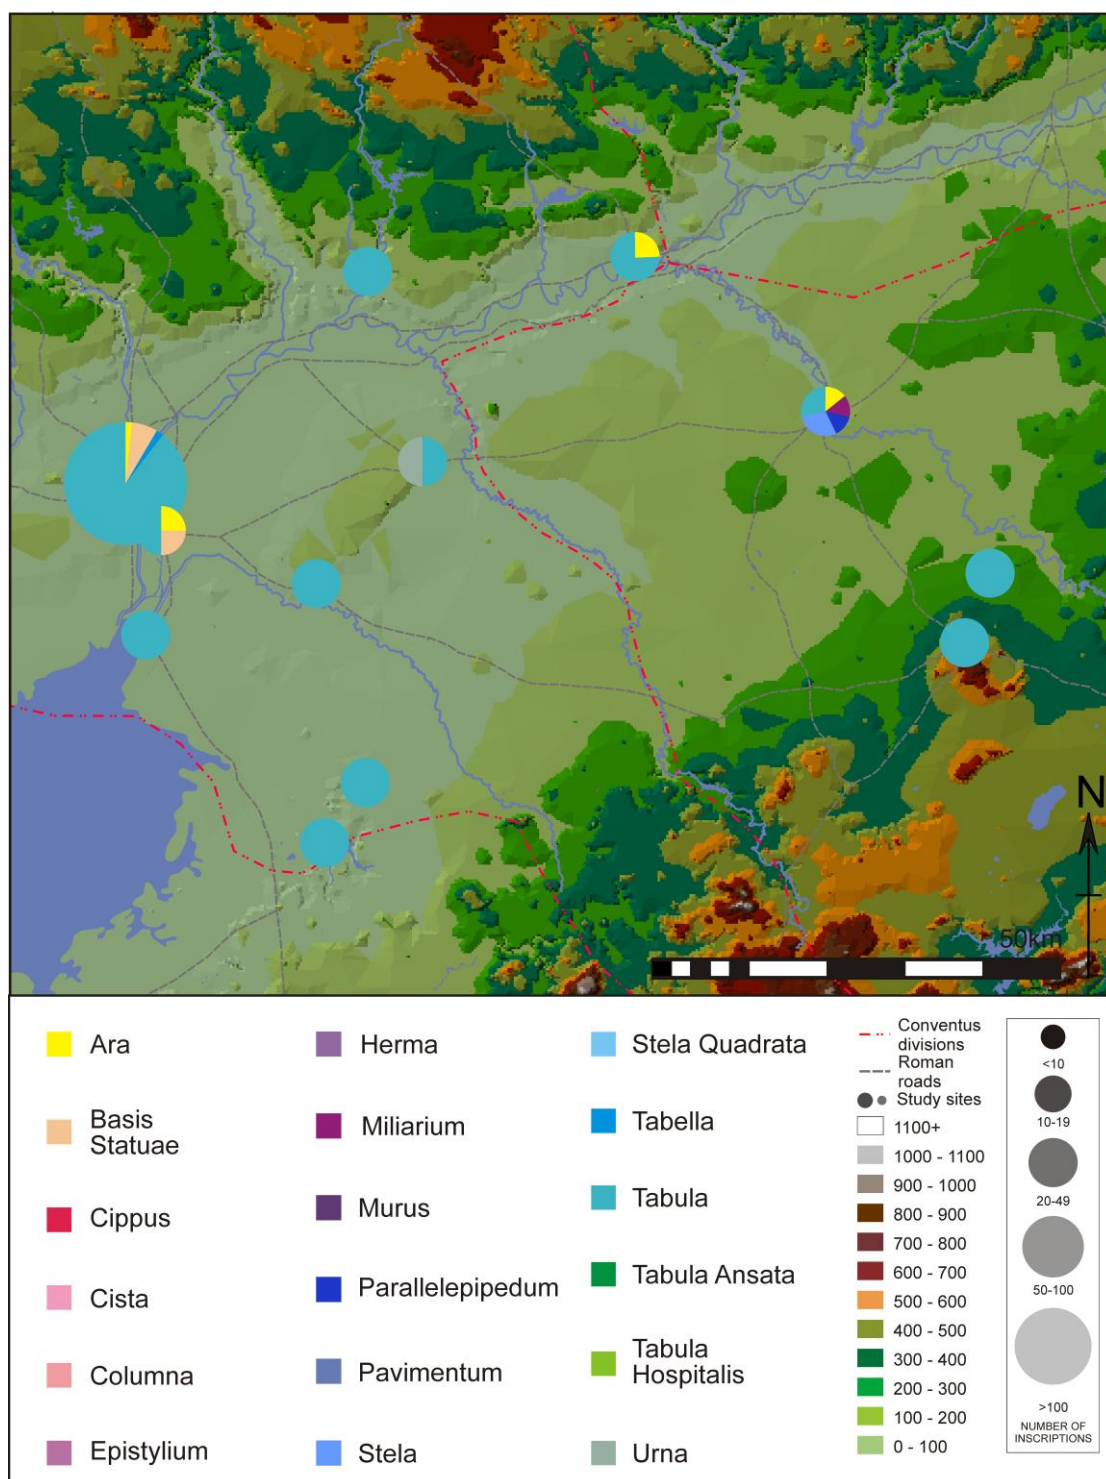 N
50km
Ara
Basis
Statuae
Cippus
Cista
Columna
Epistylium
Herma
Miliarium
Murus
Parallelepipedum
Pavimentum
Stela
Stela Quadrata
Tabella
Tabula
Tabula Ansata
Tabula
Hospitalis
Urna
Conventus
divisions
Roman
roads
Study sites
1100+
1000 - 1100
900 - 1000
800 - 900
700 - 800
600 - 700
500 - 600
400 - 500
300 - 400
200 - 300
100 - 200
0 - 100
<10
10-19
20-49
50-100
>100
NUMBER OF
INSCRIPTIONS